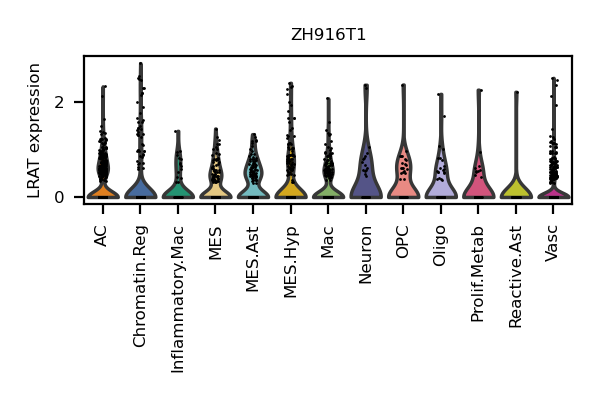 ZH916T1
LRAT expression
2
0
AC
Chromatin.Reg
Inflammatory.Mac
MES
MES.Ast
MES.Hyp
Mac
Neuron
OPC
Oligo
Prolif.Metab
Reactive.Ast
Vasc